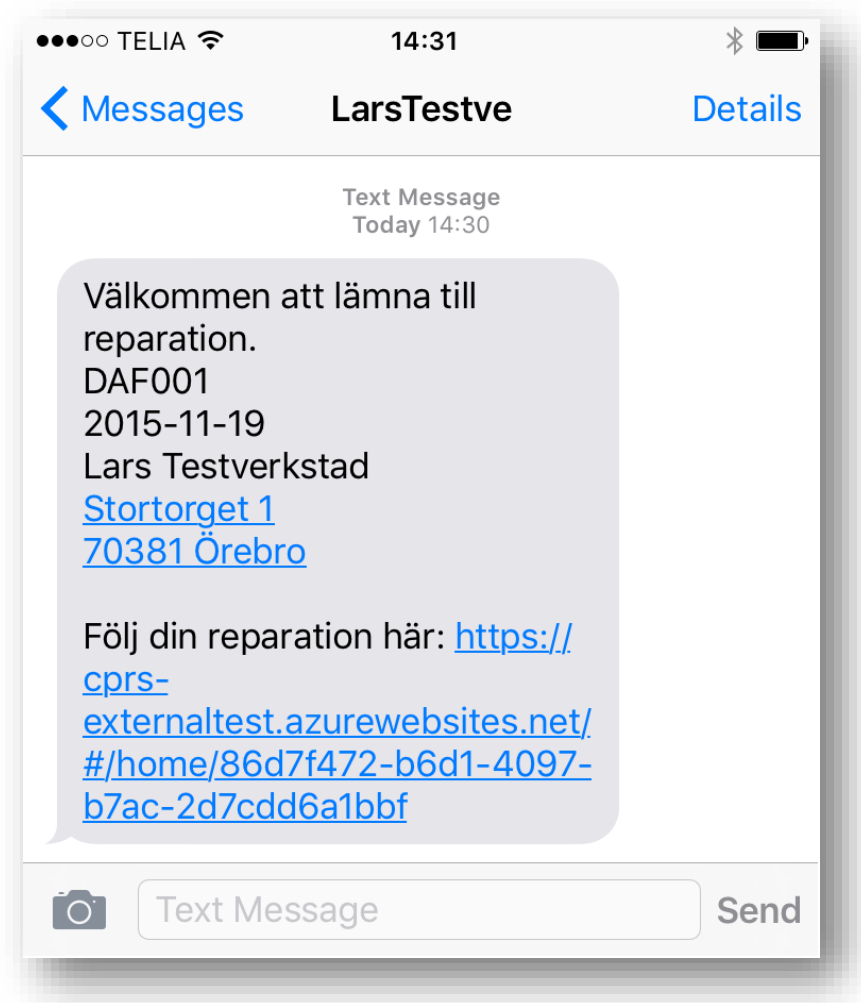 TELIA 14:31
Messages LarsTestve Details
Text Message
Today 14:30
Välkommen att lämna till
reparation.
DAF001
2015-11-19
Lars Testverkstad
Stortorget 1
70381 Örebro
Följ din reparation här: https://
cprs-
externaltest.azurewebsites.net/
#/home/86d7f472-b6d1-4097-
b7ac-2d7cdd6a1bbf
Text Message Send